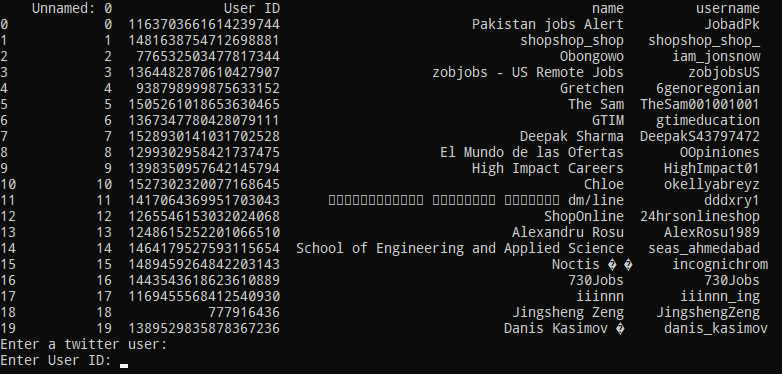 Unnamed: 0 User ID name username
0 0 1163703661614239744 Pakistan jobs Alert JobadPk
1 1 1481638754712698881 shopshop_shop shopshop_shop_
2 2 776532503477817344 Obongowo iam_jonsnow
3 3 1364482870610427907 zobjobs - US Remote Jobs zobjobsUS
4 4 938798999875633152 Gretchen 6genoregonian
5 5 1505261018653630465 The Sam TheSam001001001
6 6 1367347780428079111 GTIM gtimeducation
7 7 1528930141031702528 Deepak Sharma DeepakS43797472
8 8 1299302958421737475 El Mundo de las Ofertas OOpiniones
9 9 1398350957642145794 High Impact Careers HighImpact01
10 10 1527302320077168645 Chloe okellyabreyz
11 11 1417064369951703043 dm/line dddxry1
12 12 1265546153032024068 ShopOnline 24hrsonlineshop
13 13 1248615252201066510 Alexandru Rosu AlexRosu1989
14 14 1464179527593115654 School of Engineering and Applied Science seas_ahmedabad
15 15 1489459264842203143 Noctis � � incognichrom
16 16 1443543618623610889 730Jobs 730Jobs
17 17 1169455568412540930 iiinnn iiinnn_ing
18 18 777916436 Jingsheng Zeng JingshengZeng
19 19 1389529835878367236 Danis Kasimov � danis_kasimov
Enter a twitter user:
Enter User ID: